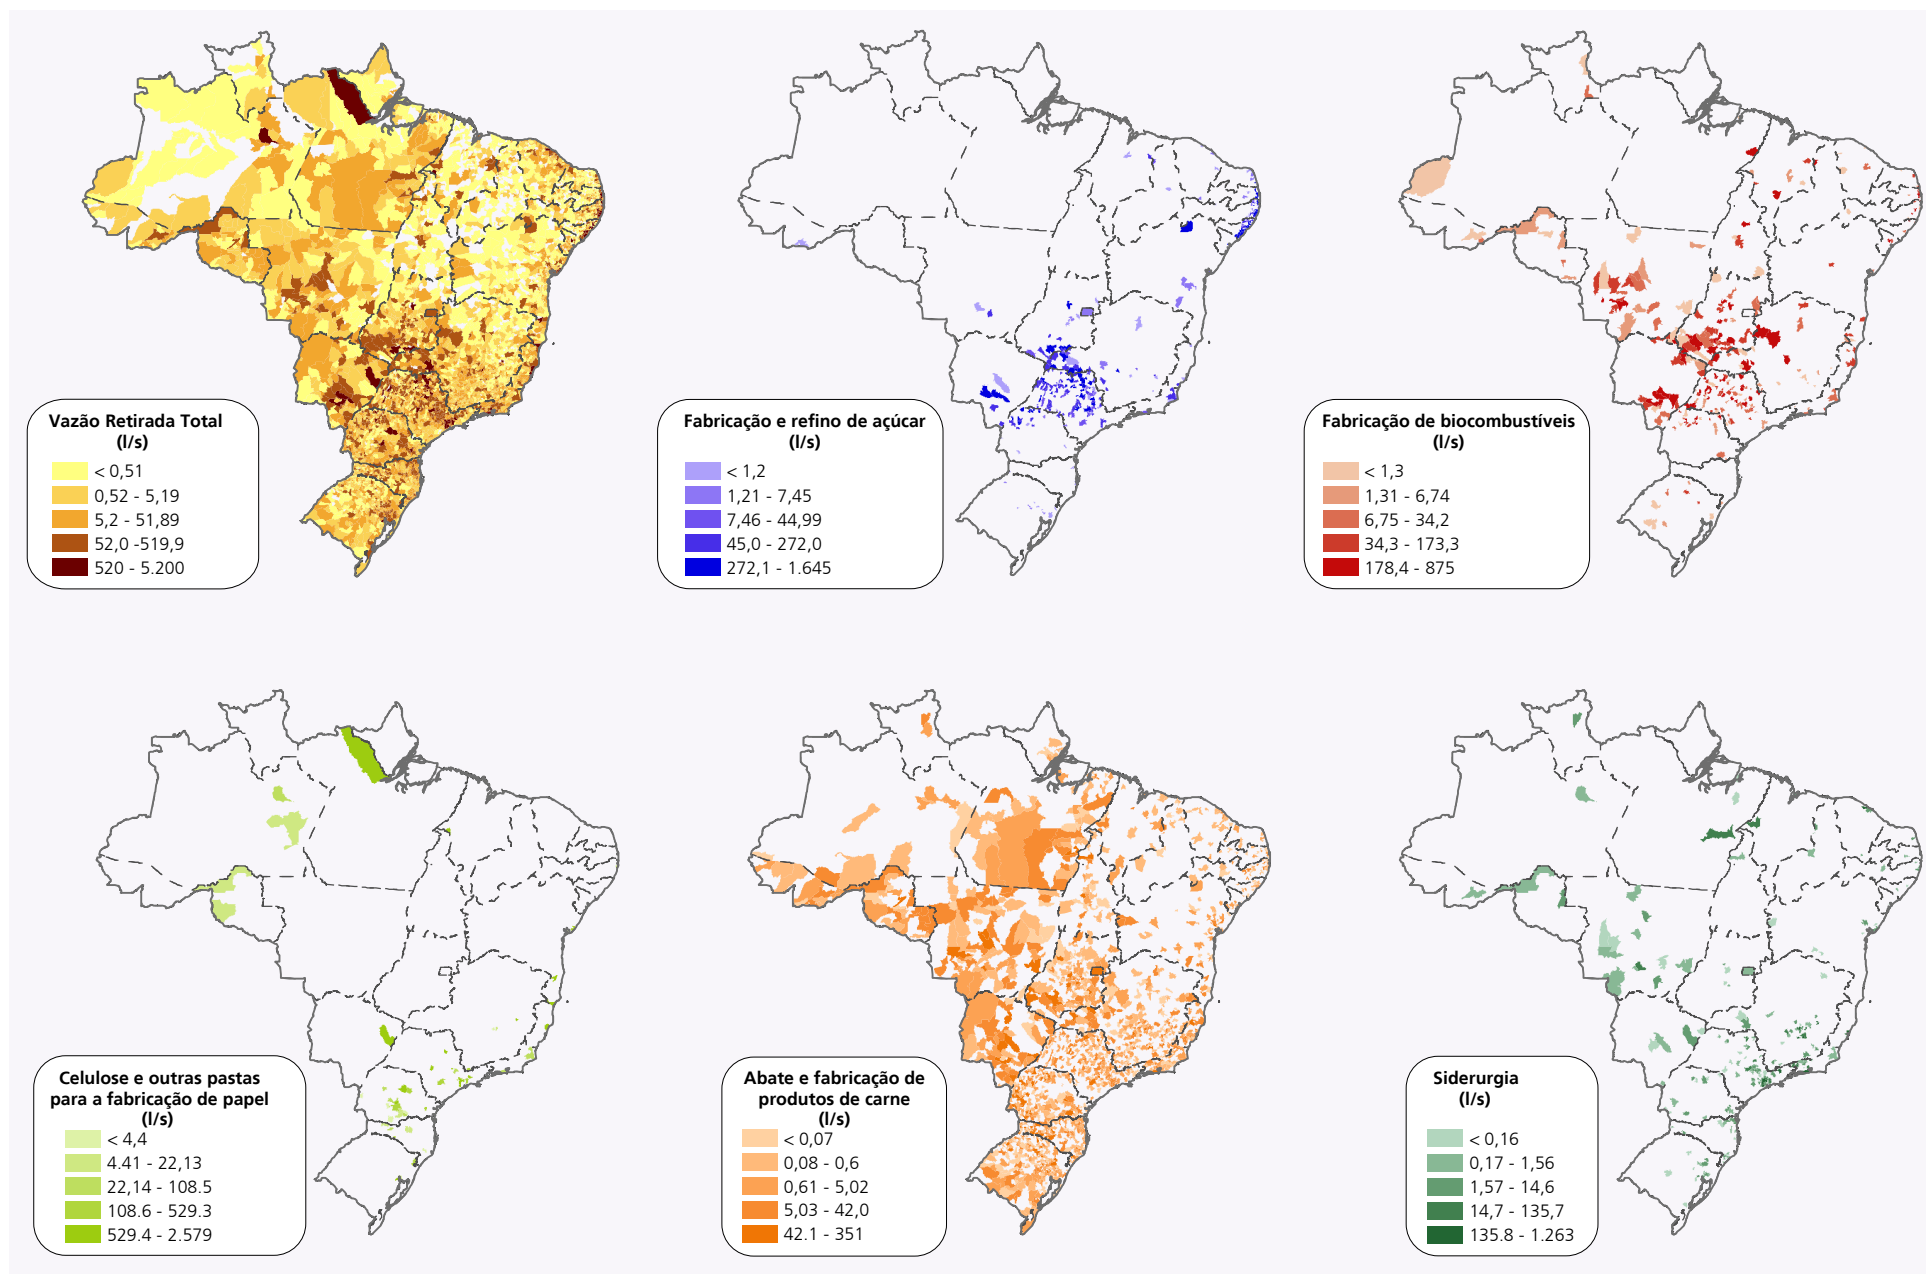 Vazão Retirada Total
(l/s)
< 0,51
0,52 - 5,19
5,2 - 51,89
52,0 -519,9
520 - 5.200
Fabricação e refino de açúcar
(l/s)
< 1,2
1,21 - 7,45
7,46 - 44,99
45,0 - 272,0
272,1 - 1.645
Fabricação de biocombustíveis
(l/s)
< 1,3
1,31 - 6,74
6,75 - 34,2
34,3 - 173,3
178,4 - 875
Celulose e outras pastas
para a fabricação de papel
(l/s)
< 4,4
4.41 - 22,13
22,14 - 108.5
108.6 - 529.3
529.4 - 2.579
Abate e fabricação de
produtos de carne
(l/s)
< 0,07
0,08 - 0,6
0,61 - 5,02
5,03 - 42,0
42.1 - 351
Siderurgia
(l/s)
< 0,16
0,17 - 1,56
1,57 - 14,6
14,7 - 135,7
135.8 - 1.263